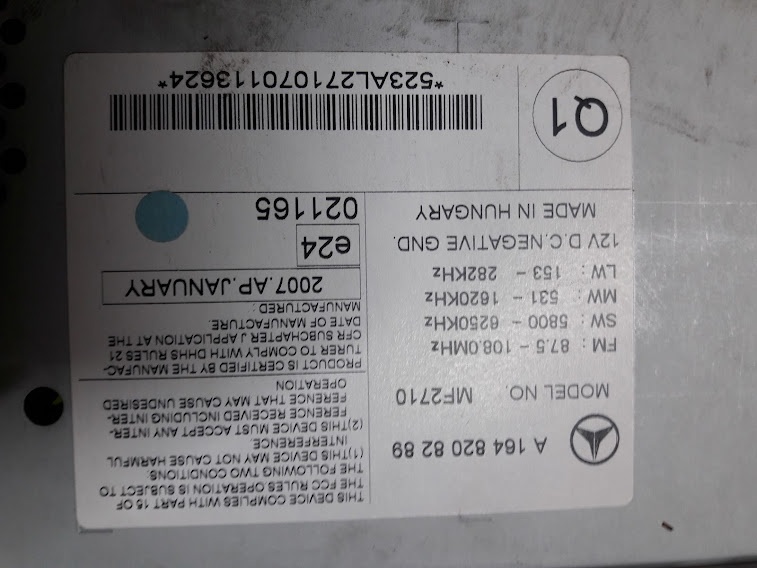 A 164 820 82 89
MODEL NO. MF2710
FM : 87.5 - 108.0MHz
SW : 5800 - 6250KHz
MW : 531 - 1620KHz
LW : 153 - 282KHz
12V D.C.NEGATIVE GND.
MADE IN HUNGARY
THIS DEVICE COMPLIES WITH PART 15 OF
THE FCC RULES OPERATION IS SUBJECT TO
THE FOLLOWING TWO CONDITIONS:
(1)THIS DEVICE MAY NOT CAUSE HARMFUL
INTERFERENCE.
(2)THIS DEVICE MUST ACCEPT ANY INTER-
FERENCE RECEIVED INCLUDING INTER-
FERENCE THAT MAY CAUSE UNDESIRED
OPERATION
PRODUCT IS CERTIFIED BY THE MANUFAC-
TURER TO COMPLY WITH DHHS RULES 21
CFR SUBCHAPTER J APPLICATION AT THE
DATE OF MANUFACTURE.
MANUFACTURED :
2007.AP.JANUARY
e24
021165
Q1
*523AL271070113624*